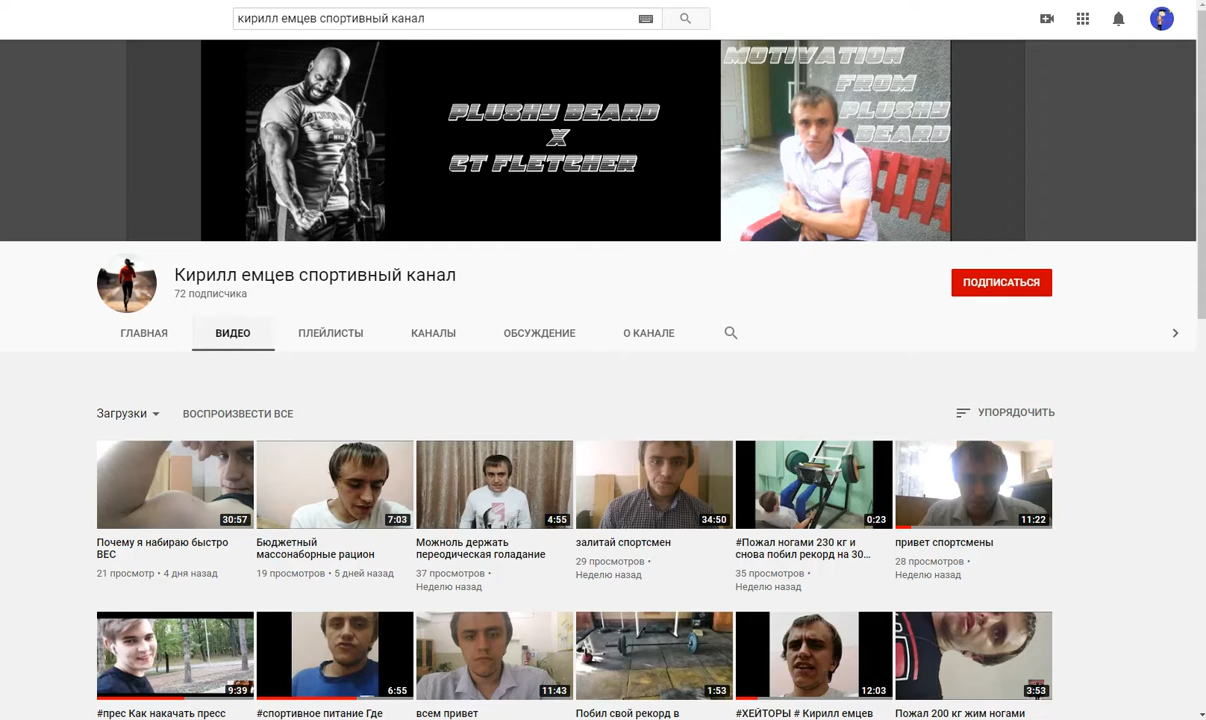 кирилл емцев спортивный канал
MOTIVATION
FROM
PLUSHY
BEARD
PLUSHY BEARD
X
CT FLETCHER
Кирилл емцев спортивный канал
72 подписчика
ПОДПИСАТЬСЯ
ГЛАВНАЯ ВИДЕО ПЛЕЙЛИСТЫ КАНАЛЫ ОБСУЖДЕНИЕ О КАНАЛЕ
Загрузки ВОСПРОИЗВЕСТИ ВСЕ УПОРЯДОЧИТЬ
30:57 7:03 4:55 34:50 0:23 11:22
Почему я набираю быстро
ВЕС
21 просмотр • 4 дня назад
Бюджетный
массонаборные рацион
19 просмотров • 5 дней назад
Можноль держать
переодическая голадание
37 просмотров •
Неделю назад
залитай спортсмен
29 просмотров •
Неделю назад
#Пожал ногами 230 кг и
снова побил рекорд на 30...
35 просмотров •
Неделю назад
привет спортсмены
28 просмотров •
Неделю назад
9:39 6:55 11:43 1:53 12:03 3:53
#прес Как накачать пресс
#спортивное питание Где
всем привет
Побил свой рекорд в
#ХЕЙТОРЫ # Кирилл емцев
Пожал 200 кг жим ногами